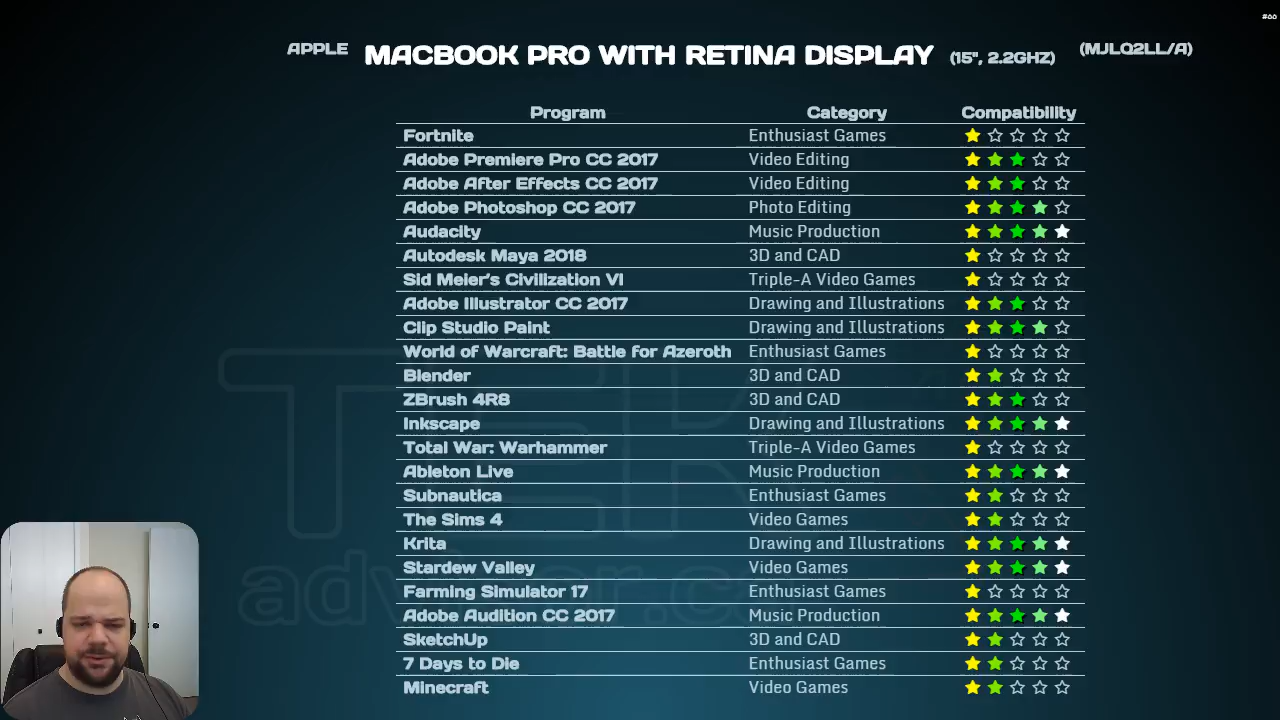 #00
APPLE MACBOOK PRO WITH RETINA DISPLAY (15", 2.2GHZ) (MJLQ2LL/A)
Program Category Compatibility
Fortnite Enthusiast Games
Adobe Premiere Pro CC 2017 Video Editing
Adobe After Effects CC 2017 Video Editing
Adobe Photoshop CC 2017 Photo Editing
Audacity Music Production
Autodesk Maya 2018 3D and CAD
Sid Meier's Civilization VI Triple-A Video Games
Adobe Illustrator CC 2017 Drawing and Illustrations
Clip Studio Paint Drawing and Illustrations
World of Warcraft: Battle for Azeroth Enthusiast Games
Blender 3D and CAD
ZBrush 4R8 3D and CAD
Inkscape Drawing and Illustrations
Total War: Warhammer Triple-A Video Games
Ableton Live Music Production
Subnautica Enthusiast Games
The Sims 4 Video Games
Krita Drawing and Illustrations
Stardew Valley Video Games
Farming Simulator 17 Enthusiast Games
Adobe Audition CC 2017 Music Production
SketchUp 3D and CAD
7 Days to Die Enthusiast Games
Minecraft Video Games